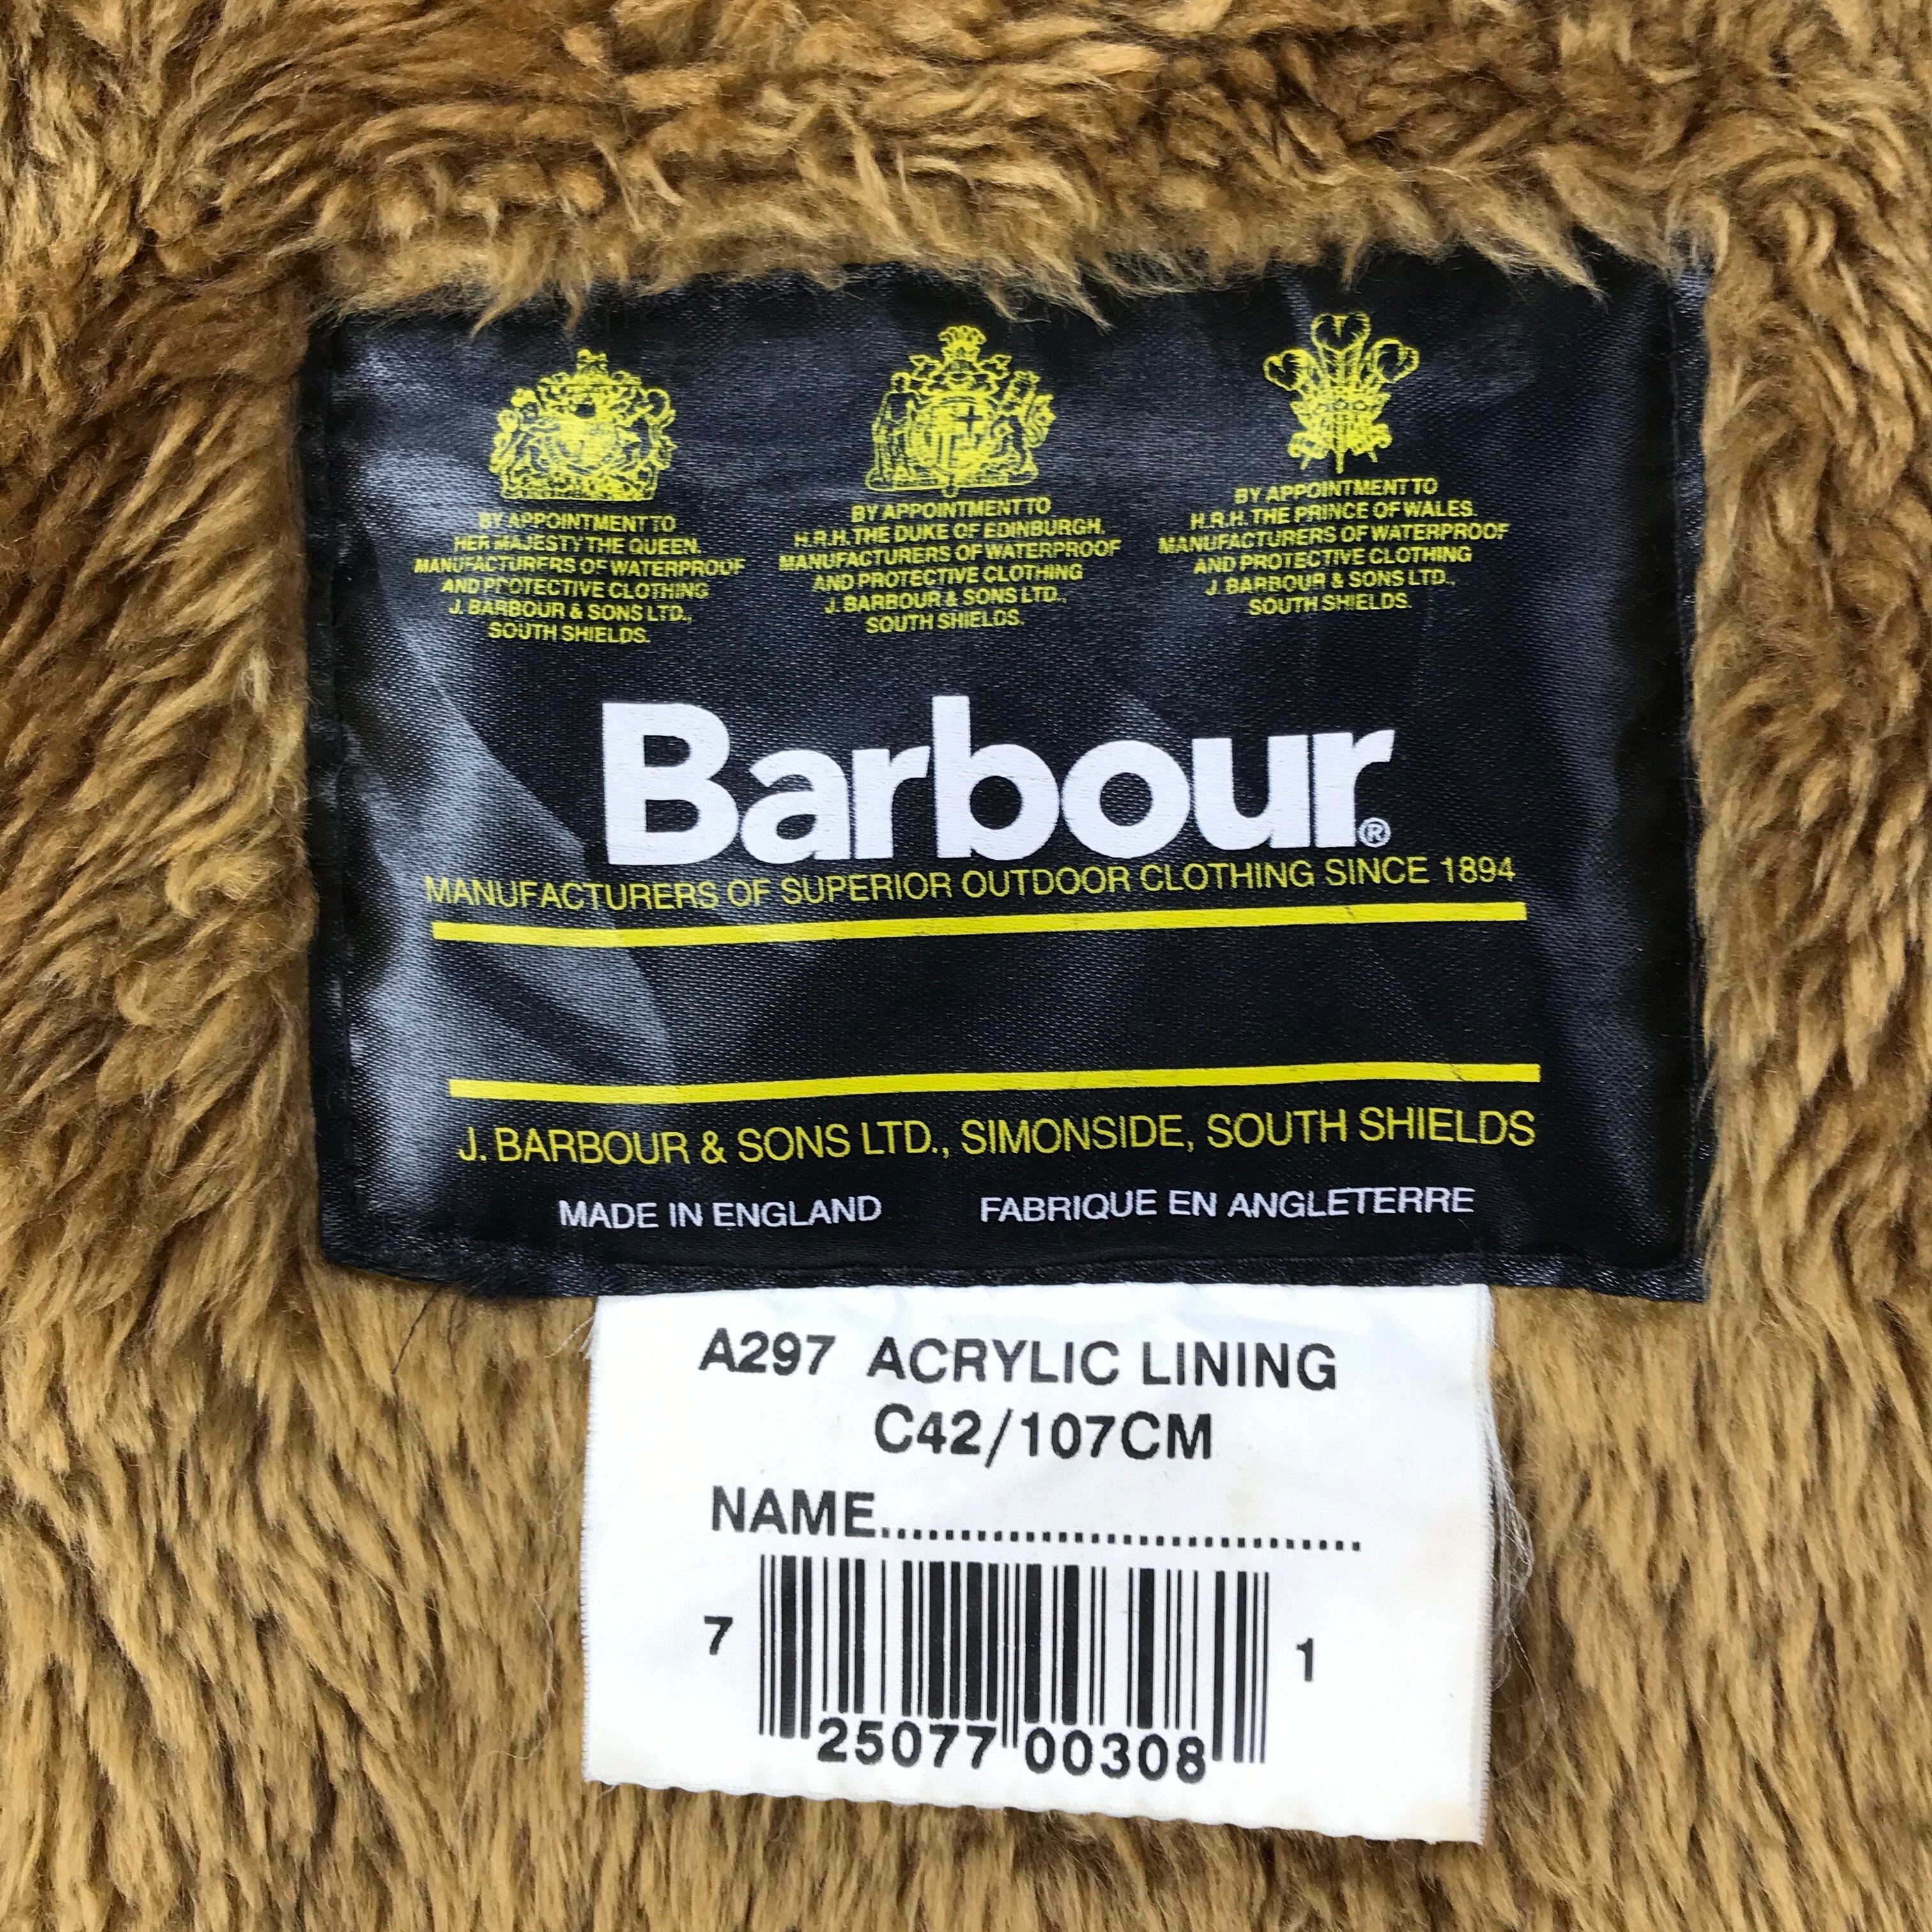 BY APPOINTMENT TO
HER MAJESTY THE QUEEN.
MANUFACTURERS OF WATERPROOF
AND PROTECTIVE CLOTHING
J. BARBOUR & SONS LTD.,
SOUTH SHIELDS.
BY APPOINTMENT TO
H.R.H. THE DUKE OF EDINBURGH.
MANUFACTURERS OF WATERPROOF
AND PROTECTIVE CLOTHING
J. BARBOUR & SONS LTD.,
SOUTH SHIELDS.
BY APPOINTMENT TO
H.R.H. THE PRINCE OF WALES.
MANUFACTURERS OF WATERPROOF
AND PROTECTIVE CLOTHING
J. BARBOUR & SONS LTD.,
SOUTH SHIELDS.
Barbour®
MANUFACTURERS OF SUPERIOR OUTDOOR CLOTHING SINCE 1894
J. BARBOUR & SONS LTD., SIMONSIDE, SOUTH SHIELDS
MADE IN ENGLAND FABRIQUE EN ANGLETERRE
A297 ACRYLIC LINING
C42/107CM
NAME..............................
7 25077 00308 1